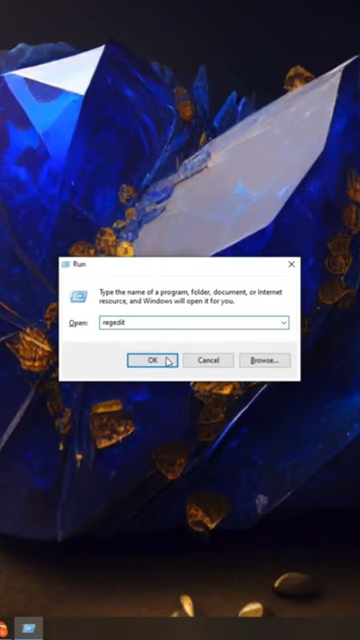 Run
Type the name of a program, folder, document, or Internet
resource, and Windows will open it for you.
Open:
regedit
OK
Cancel
Browse...